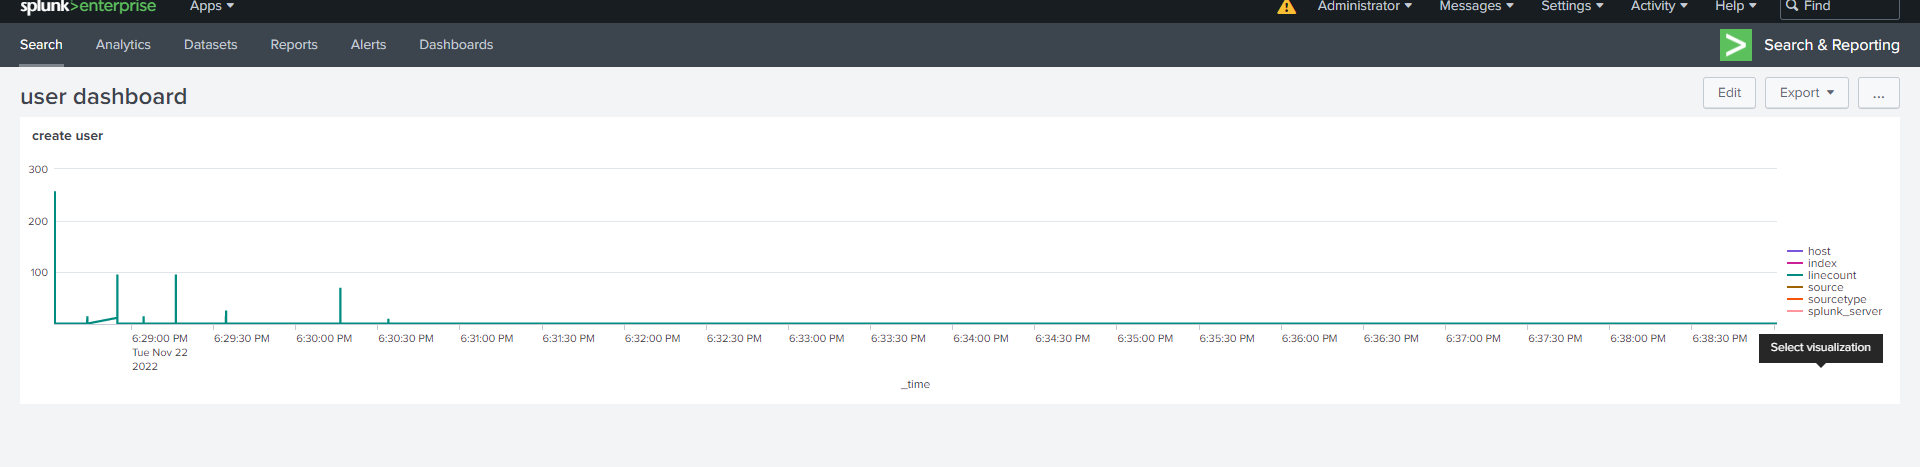 splunk>enterprise Apps Administrator Messages Settings Activity Help Find
Search Analytics Datasets Reports Alerts Dashboards Search & Reporting
user dashboard Edit Export ...
create user
300
200
100
host
index
linecount
source
sourcetype
splunk_server
6:29:00 PM 6:29:30 PM 6:30:00 PM 6:30:30 PM 6:31:00 PM 6:31:30 PM 6:32:00 PM 6:32:30 PM 6:33:00 PM 6:33:30 PM 6:34:00 PM 6:34:30 PM 6:35:00 PM 6:35:30 PM 6:36:00 PM 6:36:30 PM 6:37:00 PM 6:37:30 PM 6:38:00 PM 6:38:30 PM
Tue Nov 22
2022
Select visualization
_time